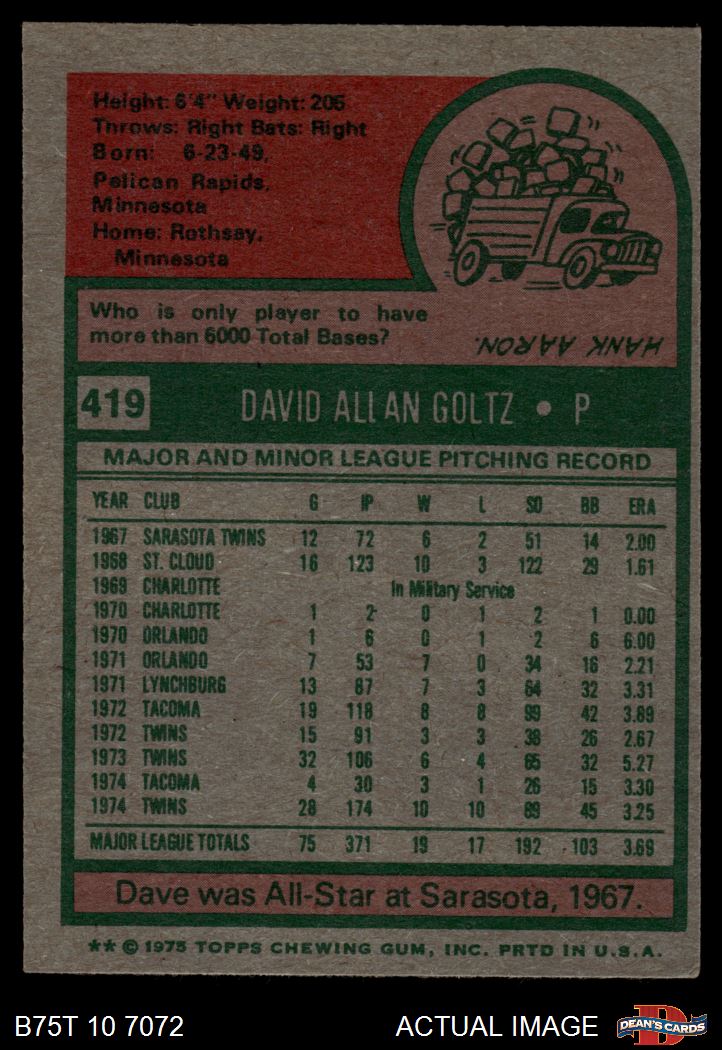 Height: 6'4" Weight: 205
Throws: Right Bats: Right
Born: 6-23-49,
Pelican Rapids,
Minnesota
Home: Rothsay,
Minnesota
Who is only player to have
more than 6000 Total Bases?
HANK AARON.
419 DAVID ALLAN GOLTZ • P
MAJOR AND MINOR LEAGUE PITCHING RECORD
YEAR CLUB G IP W L SO BB ERA
1967 SARASOTA TWINS 12 72 6 2 51 14 2.00
1968 ST. CLOUD 16 123 10 3 122 29 1.61
1969 CHARLOTTE In Military Service
1970 CHARLOTTE 1 2 0 1 2 1 0.00
1970 ORLANDO 1 6 0 1 2 6 6.00
1971 ORLANDO 7 53 7 0 34 16 2.21
1971 LYNCHBURG 13 87 7 3 64 32 3.31
1972 TACOMA 19 118 8 8 99 42 3.89
1972 TWINS 15 91 3 3 38 26 2.67
1973 TWINS 32 106 6 4 65 32 5.27
1974 TACOMA 4 30 3 1 26 15 3.30
1974 TWINS 28 174 10 10 89 45 3.25
MAJOR LEAGUE TOTALS 75 371 19 17 192 103 3.69
Dave was All-Star at Sarasota, 1967.
** © 1975 TOPPS CHEWING GUM, INC. PRTD IN U.S.A.
B75T 10 7072 ACTUAL IMAGE D DEAN'S CARDS